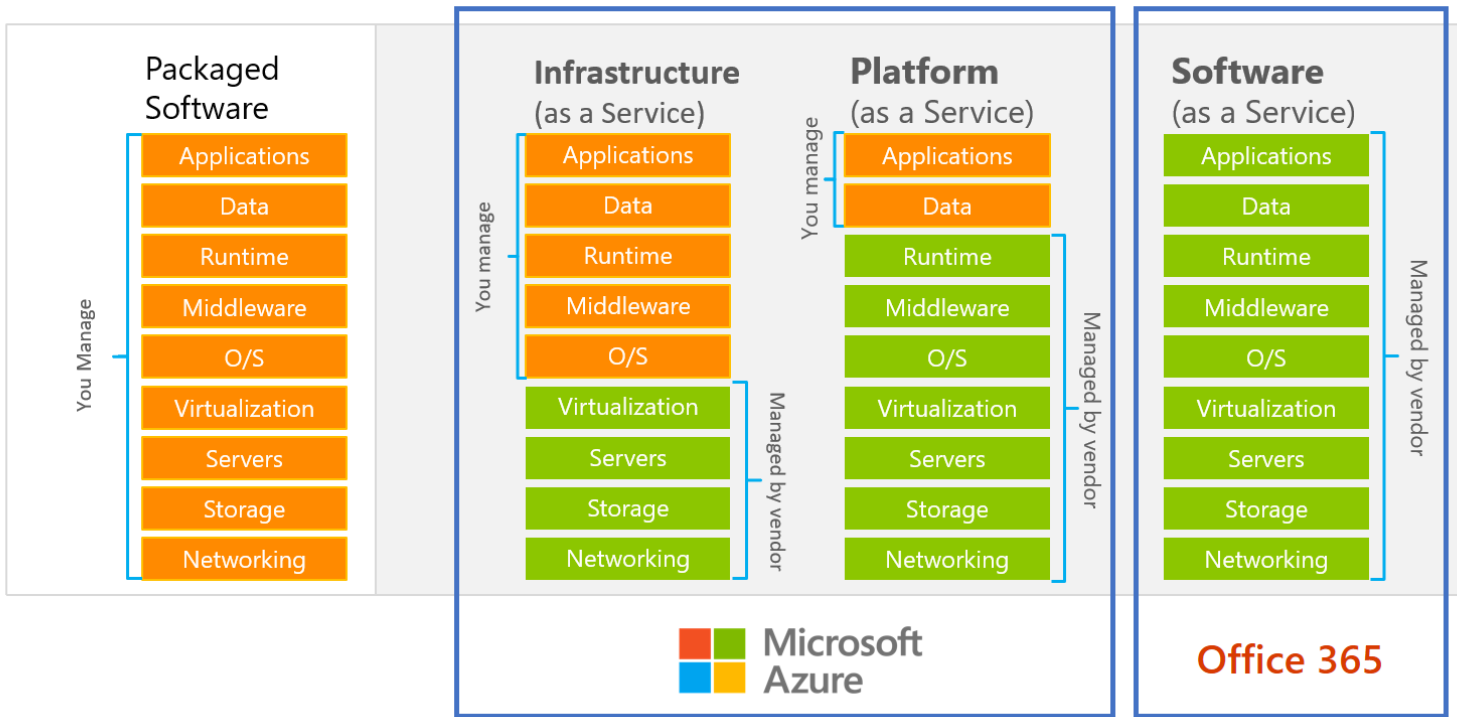 Packaged
Software
You Manage
Applications
Data
Runtime
Middleware
O/S
Virtualization
Servers
Storage
Networking
Infrastructure
(as a Service)
You manage
Applications
Data
Runtime
Middleware
O/S
Virtualization
Servers
Storage
Networking
Managed by vendor
Platform
(as a Service)
You manage
Applications
Data
Runtime
Middleware
O/S
Virtualization
Servers
Storage
Networking
Managed by vendor
Software
(as a Service)
Applications
Data
Runtime
Middleware
O/S
Virtualization
Servers
Storage
Networking
Managed by vendor
Microsoft
Azure
Office 365